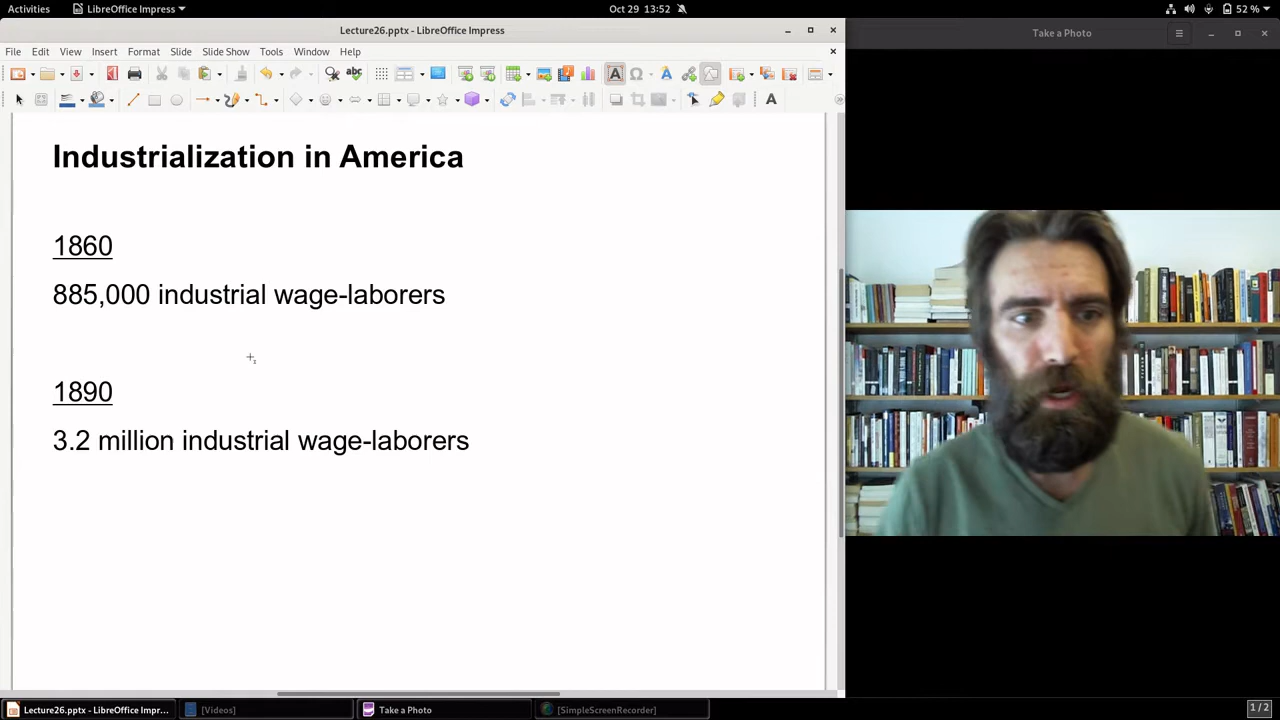 Activities LibreOffice Impress Oct 29 13:52 52 %
Lecture26.pptx - LibreOffice Impress
Take a Photo
File Edit View Insert Format Slide Slide Show Tools Window Help
Industrialization in America
1860
885,000 industrial wage-laborers
1890
3.2 million industrial wage-laborers
Lecture26.pptx - LibreOffice Impr... [Videos] Take a Photo [SimpleScreenRecorder] 1 / 2